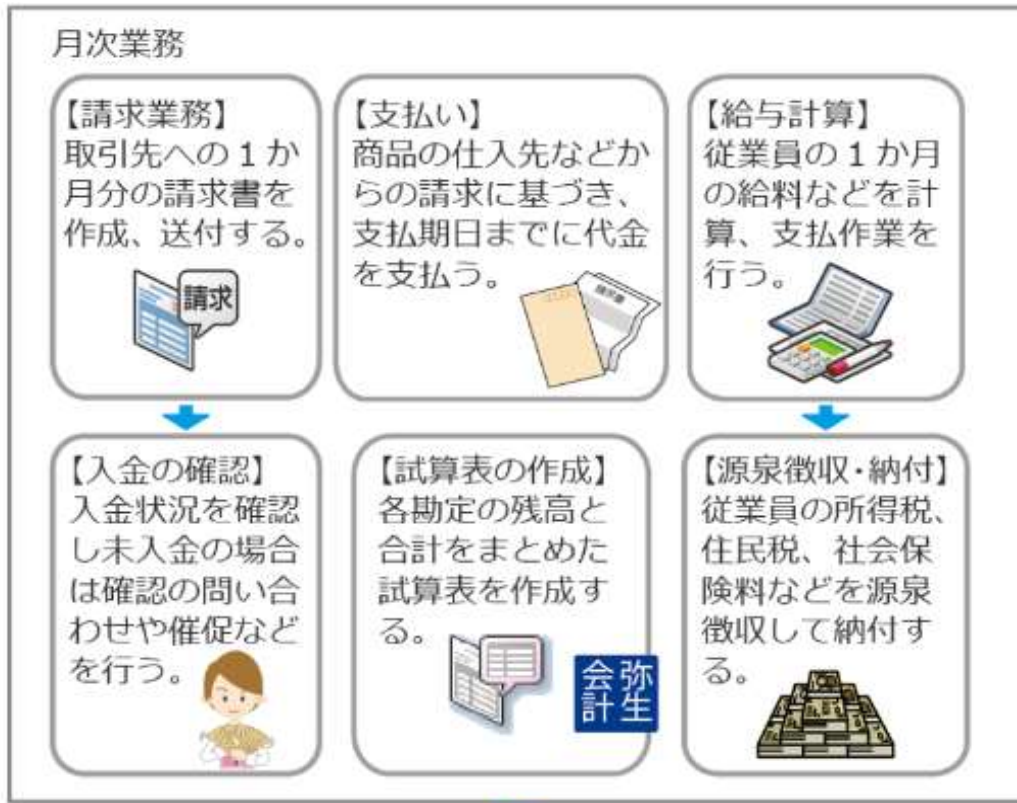 月次業務
【請求業務】
取引先への1か
月分の請求書を
作成、送付する。
請求
【支払い】
商品の仕入先などか
らの請求に基づき、
支払期日までに代金
を支払う。
請求書
【給与計算】
従業員の1か月
の給料などを計
算、支払作業を
行う。
【入金の確認】
入金状況を確認
し未入金の場合
は確認の問い合
わせや催促など
を行う。
【試算表の作成】
各勘定の残高と
合計をまとめた
試算表を作成す
る。
弥生
会計
【源泉徴収・納付】
従業員の所得税、
住民税、社会保
険料などを源泉
徴収して納付す
る。